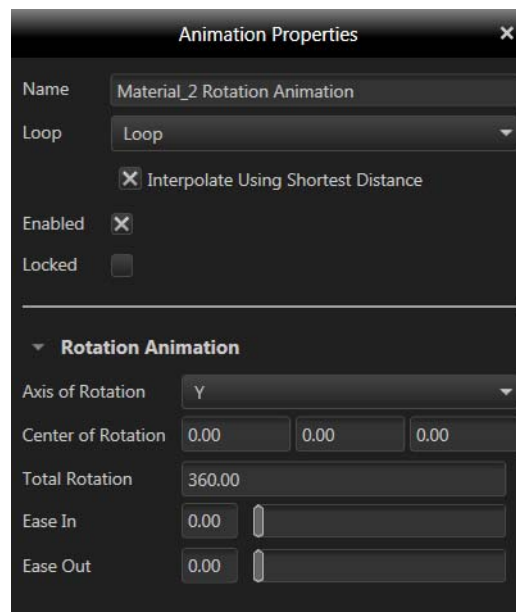 Animation Properties
Name Material_2 Rotation Animation
Loop Loop
Interpolate Using Shortest Distance
Enabled
Locked
Rotation Animation
Axis of Rotation Y
Center of Rotation 0.00 0.00 0.00
Total Rotation 360.00
Ease In 0.00
Ease Out 0.00